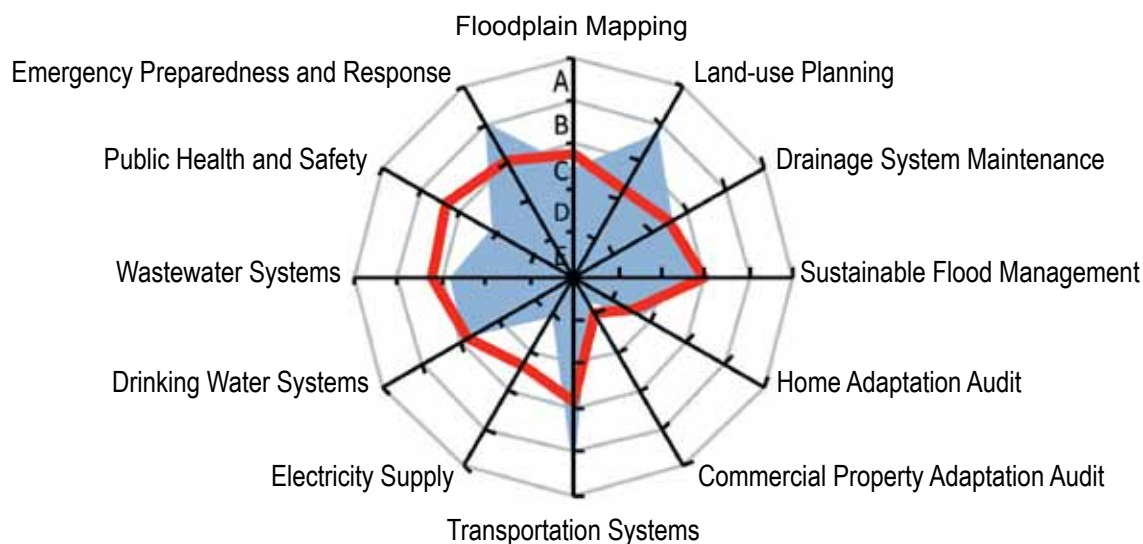 Floodplain Mapping
Emergency Preparedness and Response
Land-use Planning
A
B
Public Health and Safety
Drainage System Maintenance
C
D
E
Wastewater Systems
Sustainable Flood Management
Drinking Water Systems
Home Adaptation Audit
Electricity Supply
Commercial Property Adaptation Audit
Transportation Systems